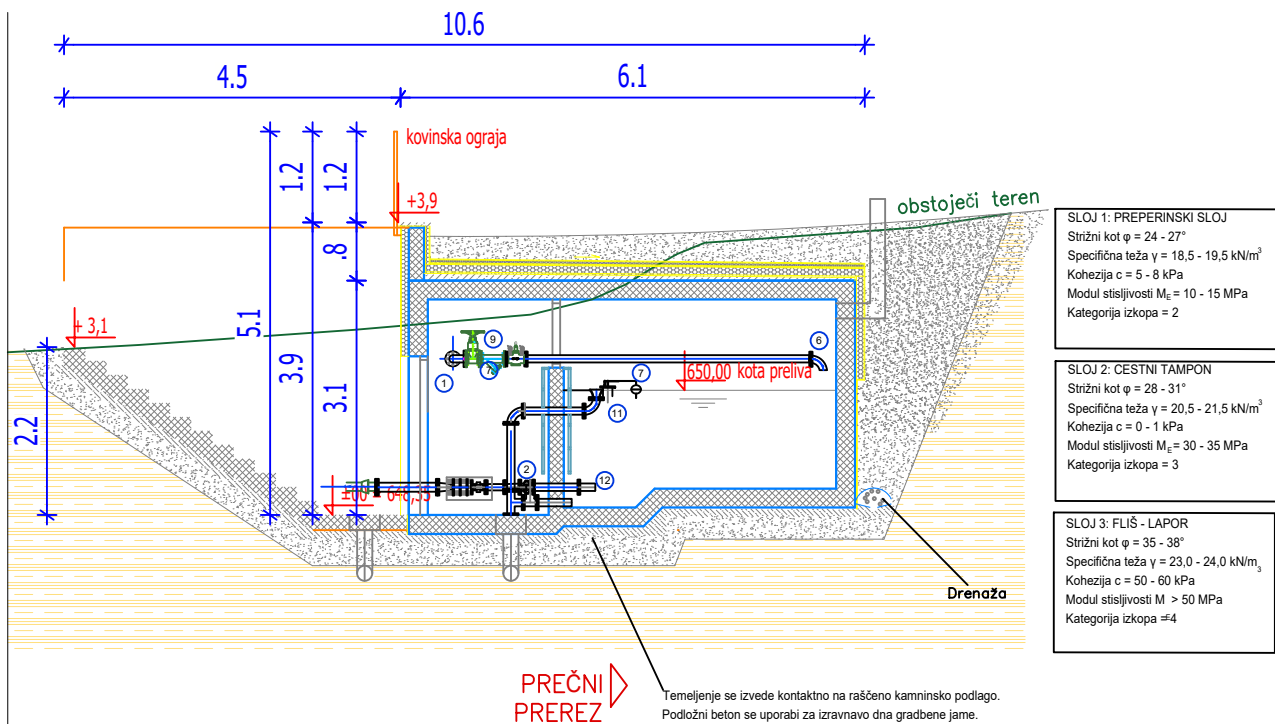 10.6
4.5
6.1
1.2
1.2
kovinska ograja
+3,9
obstoječi teren
.8
5.1
3.9
3.1
+ 3,1
2.2
9
1
7
6
650,00 kota preliva
7
11
2
12
±00
Drenaža
PREČNI
PREREZ
Temeljenje se izvede kontaktno na raščeno kamninsko podlago.
Podložni beton se uporabi za izravnavo dna gradbene jame.
SLOJ 1: PREPERINSKI SLOJ
Strižni kot φ = 24 - 27°
Specifična teža γ = 18,5 - 19,5 kN/m³
Kohezija c = 5 - 8 kPa
Modul stisljivosti M_E = 10 - 15 MPa
Kategorija izkopa = 2
SLOJ 2: CESTNI TAMPON
Strižni kot φ = 28 - 31°
Specifična teža γ = 20,5 - 21,5 kN/m³
Kohezija c = 0 - 1 kPa
Modul stisljivosti M_E = 30 - 35 MPa
Kategorija izkopa = 3
SLOJ 3: FLIŠ - LAPOR
Strižni kot φ = 35 - 38°
Specifična teža γ = 23,0 - 24,0 kN/m₃
Kohezija c = 50 - 60 kPa
Modul stisljivosti M > 50 MPa
Kategorija izkopa = 4